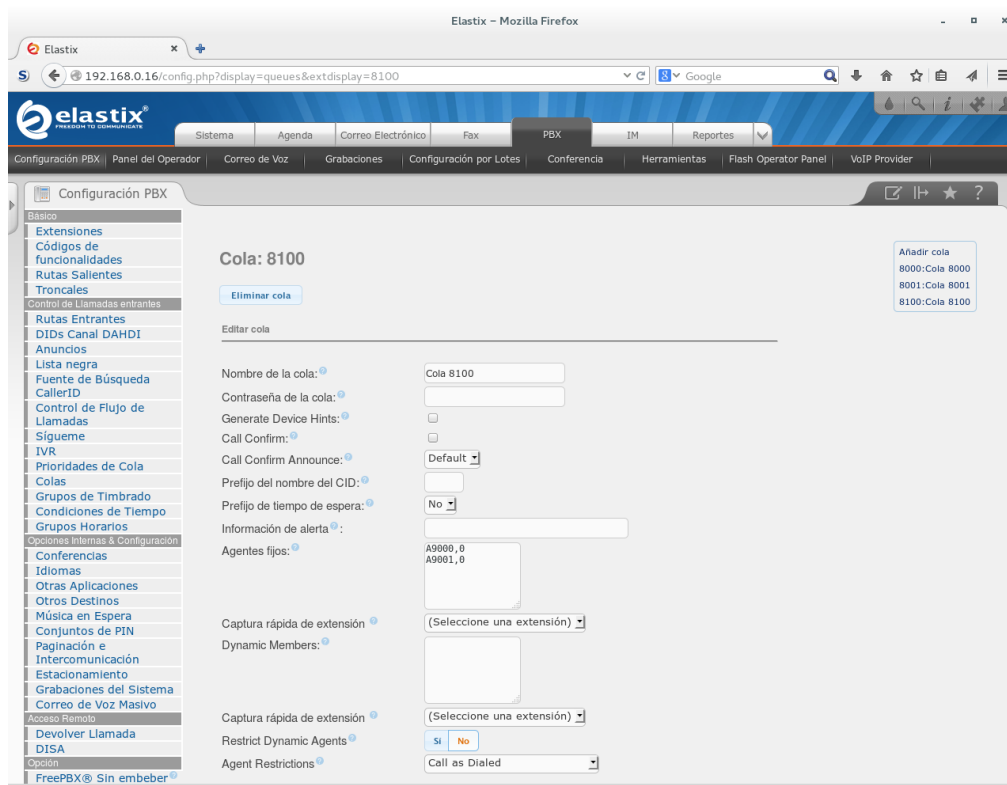 Elastix - Mozilla Firefox
Elastix
192.168.0.16/config.php?display=queues&extdisplay=8100
Google
elastix®
FREEDOM TO COMMUNICATE
Sistema
Agenda
Correo Electrónico
Fax
PBX
IM
Reportes
Configuración PBX
Panel del Operador
Correo de Voz
Grabaciones
Configuración por Lotes
Conferencia
Herramientas
Flash Operator Panel
VoIP Provider
Configuración PBX
Básico
Extensiones
Códigos de
funcionalidades
Rutas Salientes
Troncales
Control de Llamadas entrantes
Rutas Entrantes
DIDs Canal DAHDI
Anuncios
Lista negra
Fuente de Búsqueda
CallerID
Control de Flujo de
Llamadas
Sígueme
IVR
Prioridades de Cola
Colas
Grupos de Timbrado
Condiciones de Tiempo
Grupos Horarios
Opciones Internas & Configuración
Conferencias
Idiomas
Otras Aplicaciones
Otros Destinos
Música en Espera
Conjuntos de PIN
Paginación e
Intercomunicación
Estacionamiento
Grabaciones del Sistema
Correo de Voz Masivo
Acceso Remoto
Devolver Llamada
DISA
Opción
FreePBX® Sin embeber
Cola: 8100
Eliminar cola
Editar cola
Nombre de la cola: Cola 8100
Contraseña de la cola:
Generate Device Hints:
Call Confirm:
Call Confirm Announce: Default
Prefijo del nombre del CID:
Prefijo de tiempo de espera: No
Información de alerta :
Agentes fijos: A9000,0
A9001,0
Captura rápida de extensión (Seleccione una extensión)
Dynamic Members:
Captura rápida de extensión (Seleccione una extensión)
Restrict Dynamic Agents Si No
Agent Restrictions Call as Dialed
Añadir cola
8000:Cola 8000
8001:Cola 8001
8100:Cola 8100